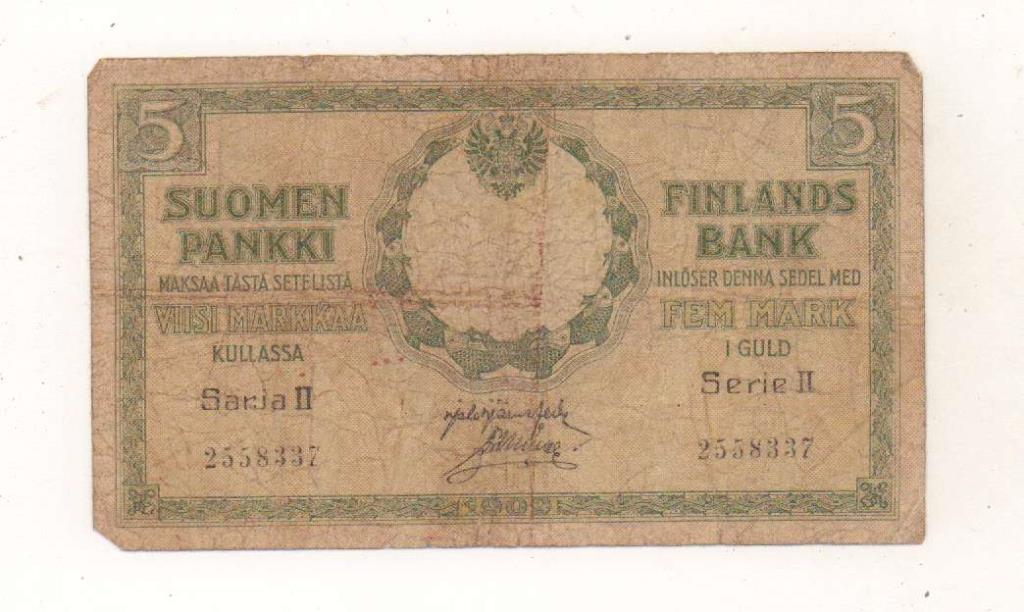 5 5
SUOMEN
PANKKI
MAKSAA TÄSTÄ SETELISTÄ
VIISI MARKKAA
KULLASSA
Sarja II
2558337
FINLANDS
BANK
INLÖSER DENNA SEDEL MED
FEM MARK
I GULD
Serie II
2558337
1909